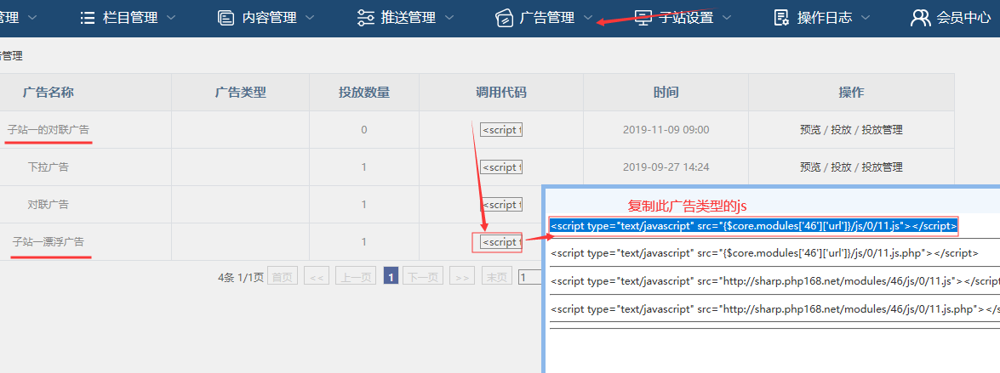 管理 栏目管理 内容管理 推送管理 广告管理 子站设置 操作日志 会员中心
管理
广告名称 广告类型 投放数量 调用代码 时间 操作
子站一的对联广告 0 <script t 2019-11-09 09:00 预览 / 投放 / 投放管理
下拉广告 1 <script t 2019-09-27 14:24 预览 / 投放 / 投放管理
对联广告 1 <script t
子站一漂浮广告 1 <script t
4条 1/1页 首页 << 上一页 1 下一页 >> 末页 1
复制此广告类型的js
<script type="text/javascript" src="{$core.modules['46']['url']}/js/0/11.js"></script>
<script type="text/javascript" src="{$core.modules['46']['url']}/js/0/11.js.php"></script>
<script type="text/javascript" src="http://sharp.php168.net/modules/46/js/0/11.js"></script
<script type="text/javascript" src="http://sharp.php168.net/modules/46/js/0/11.js.php"></s